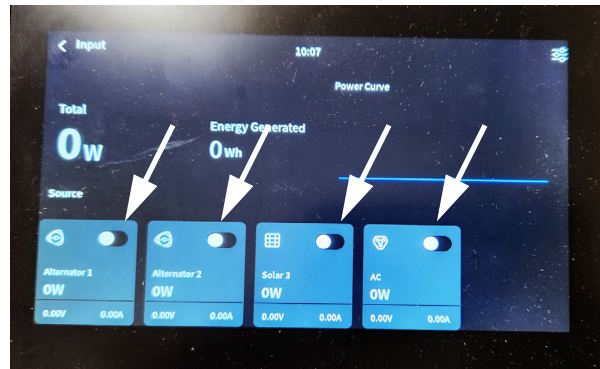 Input
10:07
Power Curve
Total
0W
Energy Generated
0Wh
Source
Alternator 1
0W
0.00V 0.00A
Alternator 2
0W
0.00V 0.00A
Solar 3
0W
0.00V 0.00A
AC
0W
0.00V 0.00A